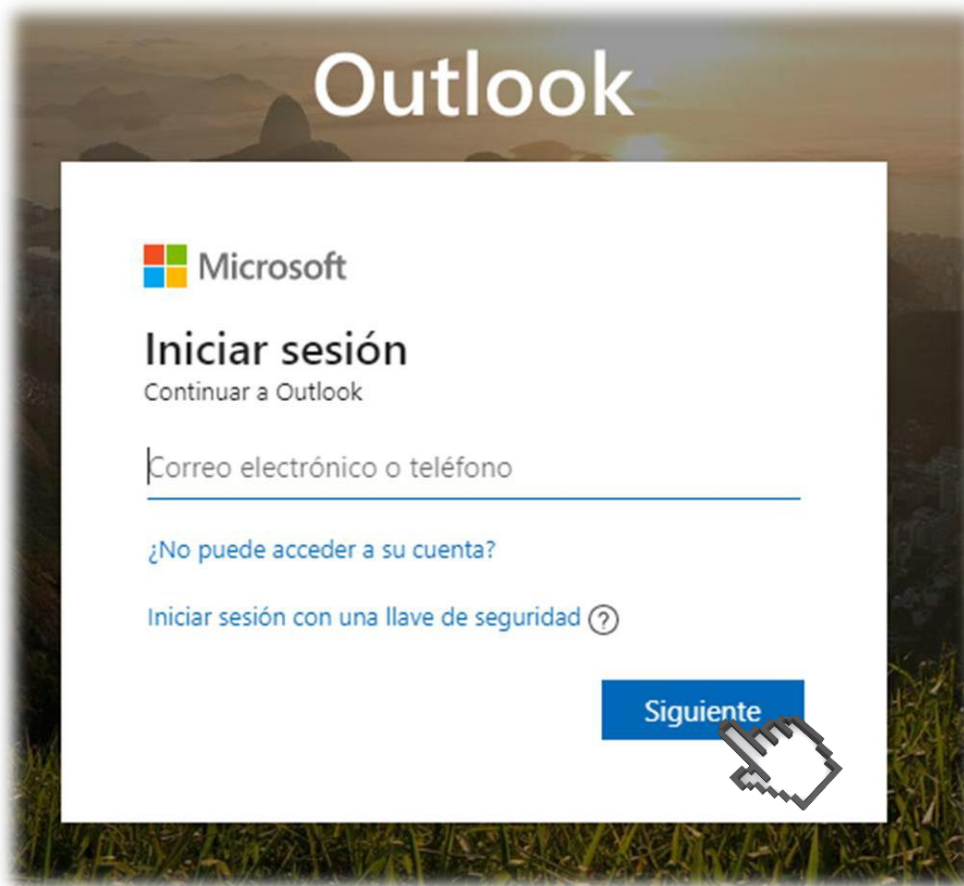 Outlook
Microsoft
Iniciar sesión
Continuar a Outlook
Correo electrónico o teléfono
¿No puede acceder a su cuenta?
Iniciar sesión con una llave de seguridad ?
Siguiente